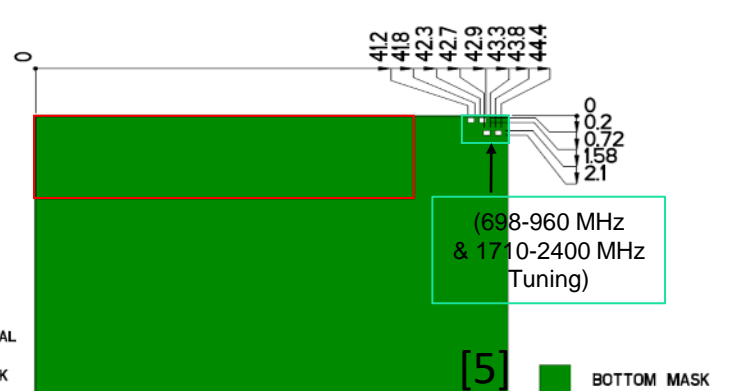 0
41.2
41.8
42.3
42.7
42.9
43.3
43.8
44.4
0
0.2
0.72
1.58
2.1
(698-960 MHz
& 1710-2400 MHz
Tuning)
AL
K
[5]
BOTTOM MASK